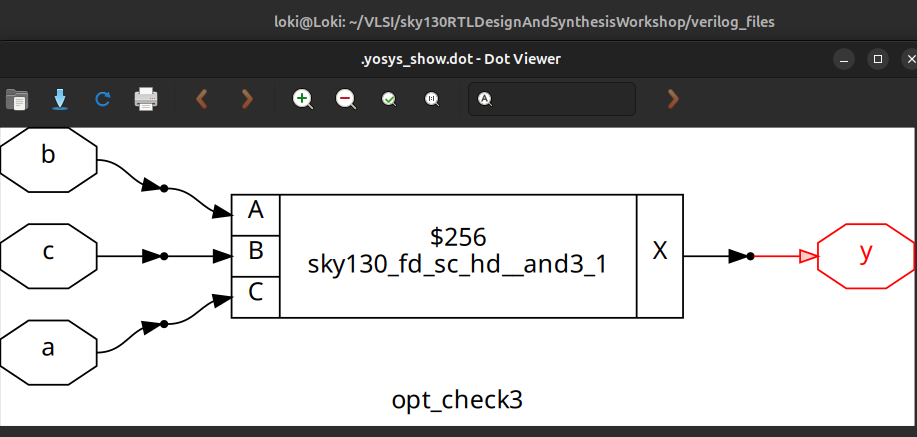 loki@Loki: ~/VLSI/sky130RTLDesignAndSynthesisWorkshop/verilog_files
.yosys_show.dot - Dot Viewer
A
b
c
a
A
B
C
$256
sky130_fd_sc_hd__and3_1
X
y
opt_check3